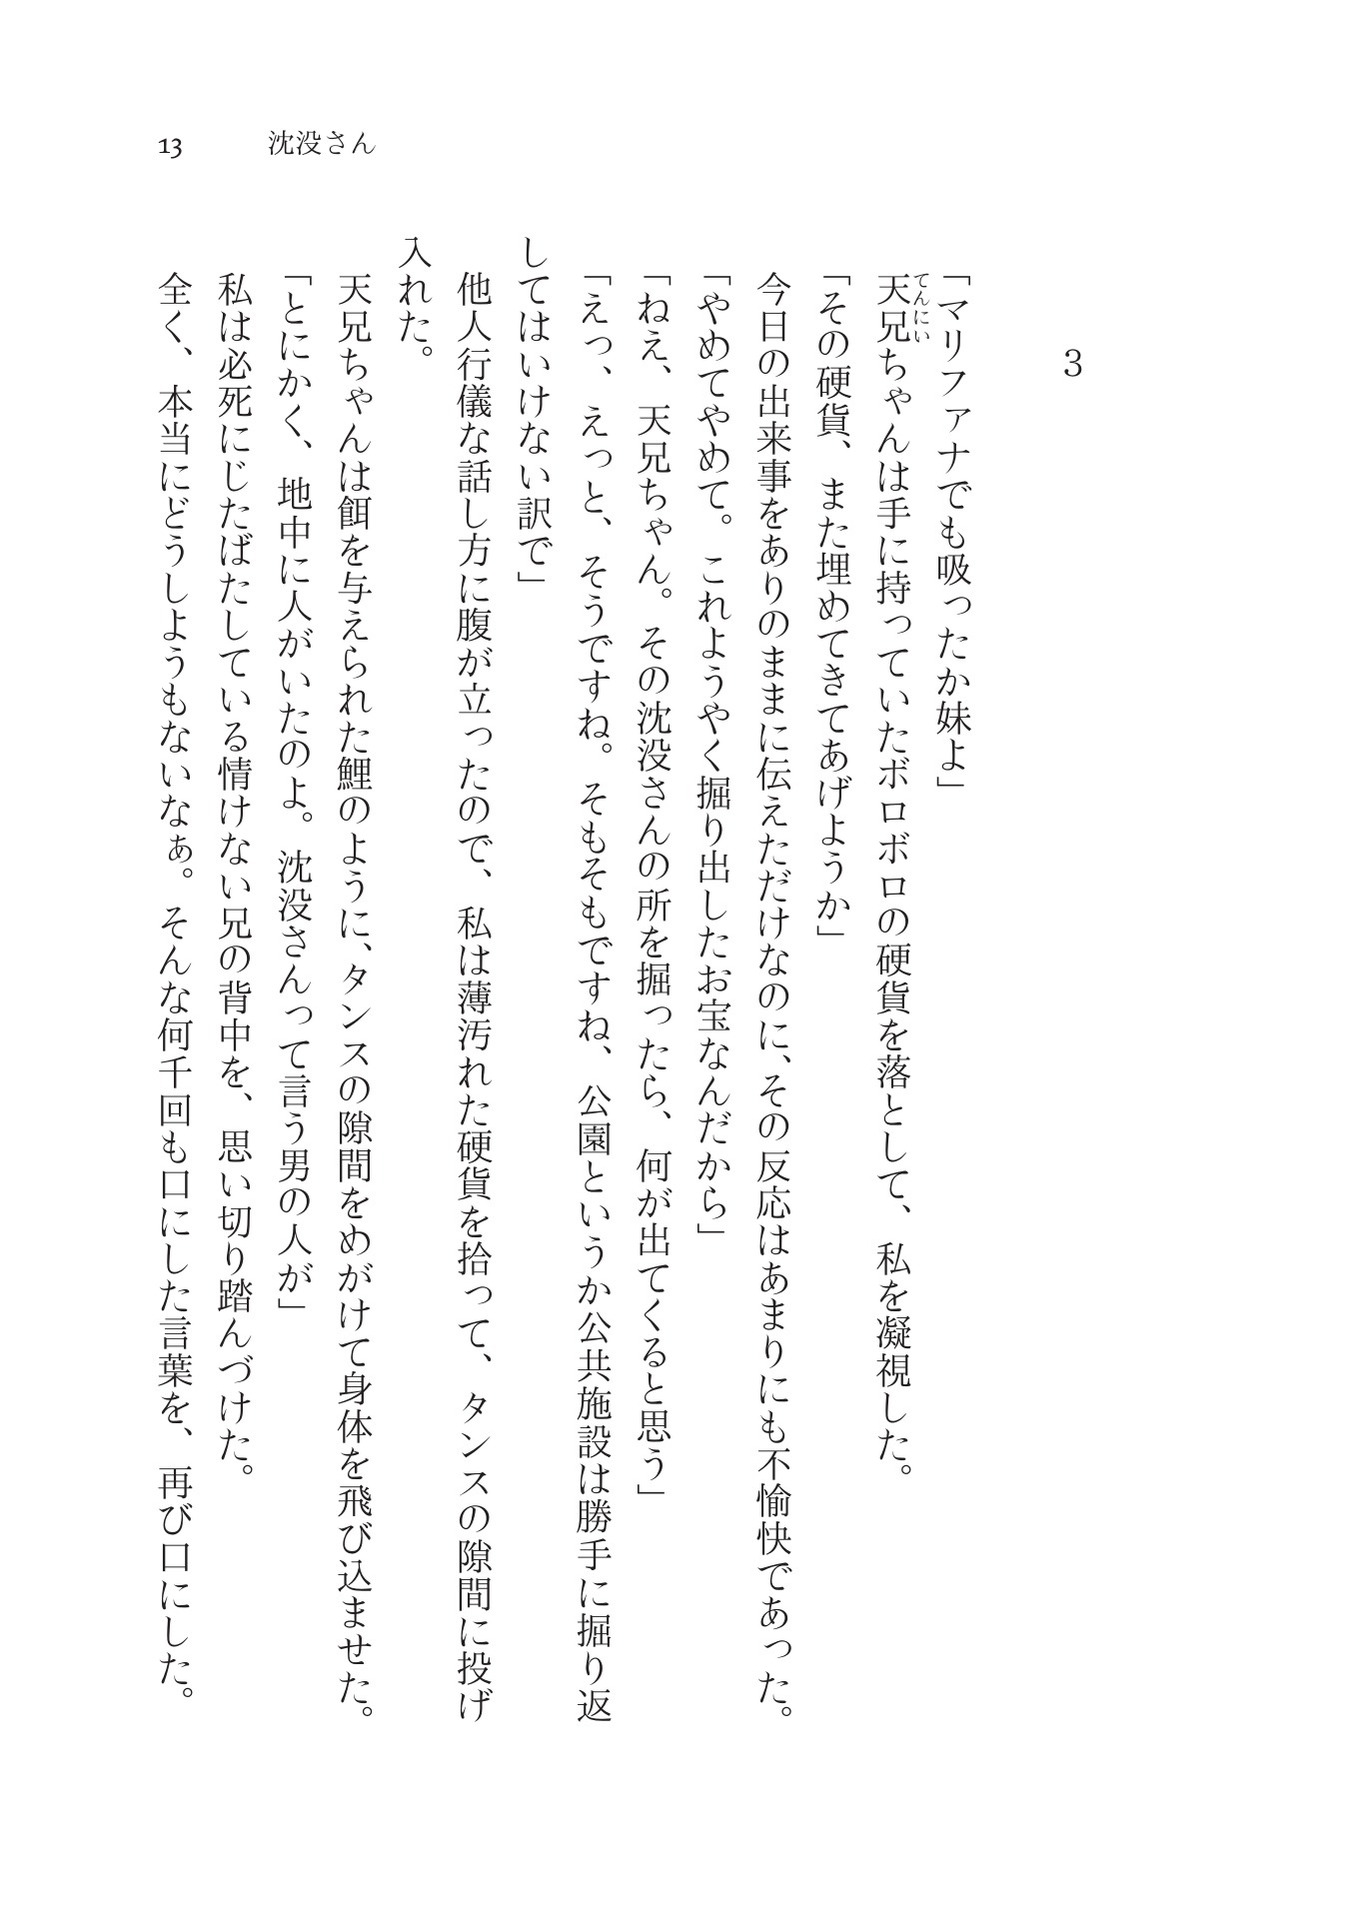 13 沈没さん
3
「マリファナでも吸ったか妹よ」
てんにい
天兄ちゃんは手に持っていたボロボロの硬貨を落として、私を凝視した。
「その硬貨、また埋めてきてあげようか」
今日の出来事をありのままに伝えただけなのに、その反応はあまりにも不愉快であった。
「やめてやめて。これようやく掘り出したお宝なんだから」
「ねえ、天兄ちゃん。その沈没さんの所を掘ったら、何が出てくると思う」
「えっ、えっと、そうですね。そもそもですね、公園というか公共施設は勝手に掘り返
してはいけない訳で」
他人行儀な話し方に腹が立ったので、私は薄汚れた硬貨を拾って、タンスの隙間に投げ
入れた。
天兄ちゃんは餌を与えられた鯉のように、タンスの隙間をめがけて身体を飛び込ませた。
「とにかく、地中に人がいたのよ。沈没さんって言う男の人が」
私は必死にじたばたしている情けない兄の背中を、思い切り踏んづけた。
全く、本当にどうしようもないなぁ。そんな何千回も口にした言葉を、再び口にした。